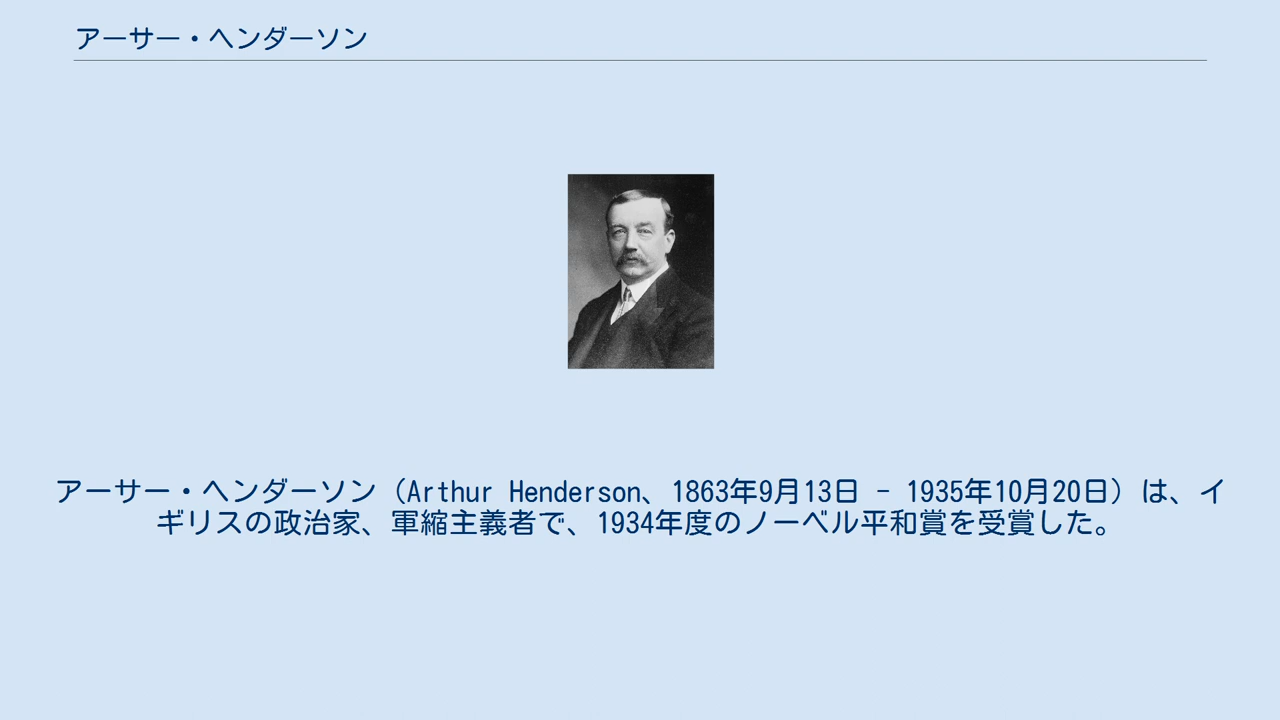 アーサー・ヘンダーソン
アーサー・ヘンダーソン（Arthur Henderson、1863年9月13日 - 1935年10月20日）は、イ
ギリスの政治家、軍縮主義者で、1934年度のノーベル平和賞を受賞した。